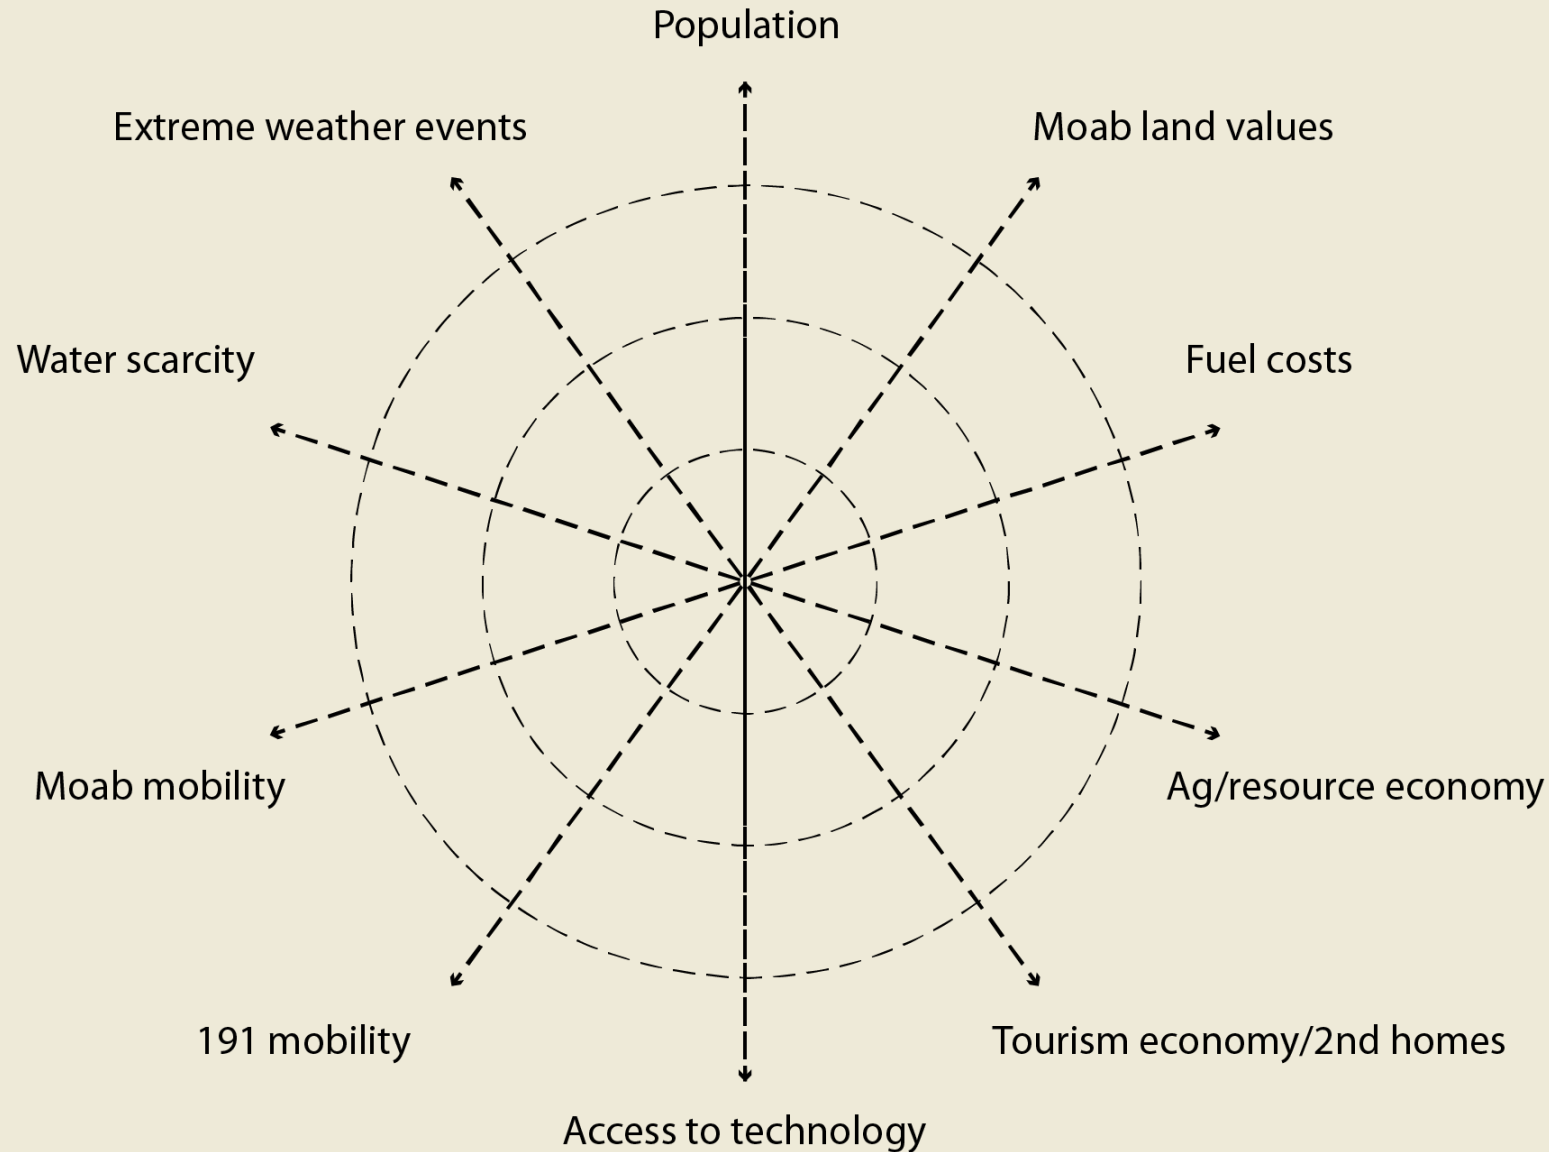 Population
Extreme weather events
Moab land values
Water scarcity
Fuel costs
Moab mobility
Ag/resource economy
191 mobility
Tourism economy/2nd homes
Access to technology